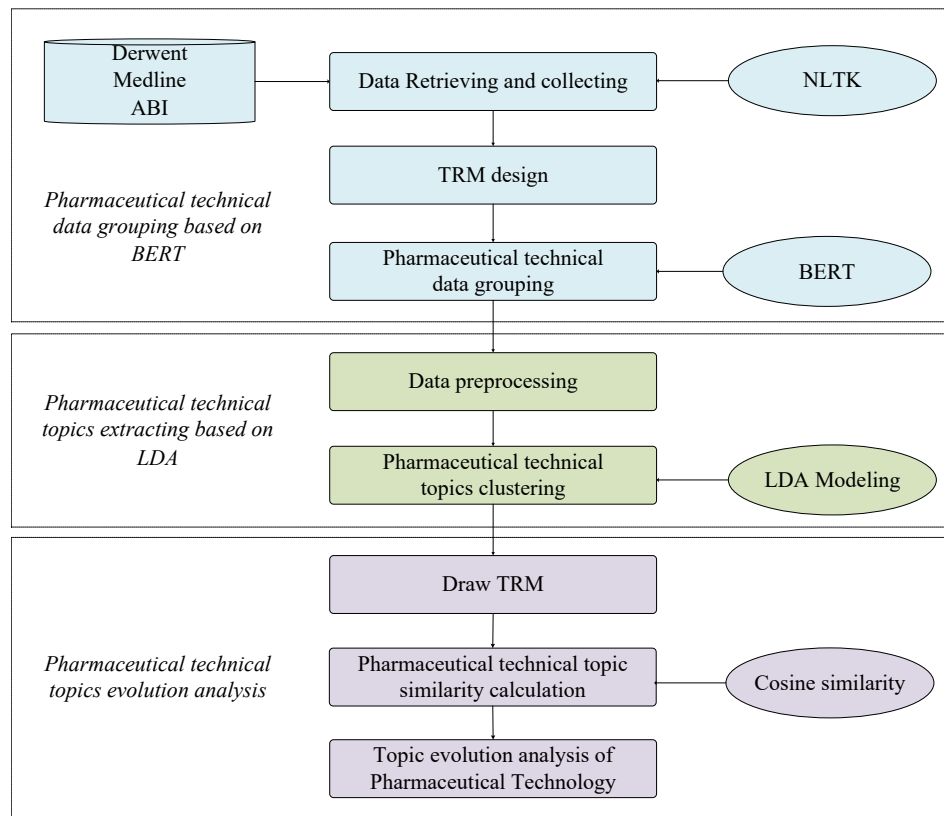 Derwent
Medline
ABI
Data Retrieving and collecting
NLTK
TRM design
Pharmaceutical technical
data grouping based on
BERT
Pharmaceutical technical
data grouping
BERT
Data preprocessing
Pharmaceutical technical
topics extracting based on
LDA
Pharmaceutical technical
topics clustering
LDA Modeling
Draw TRM
Pharmaceutical technical
topics evolution analysis
Pharmaceutical technical topic
similarity calculation
Cosine similarity
Topic evolution analysis of
Pharmaceutical Technology